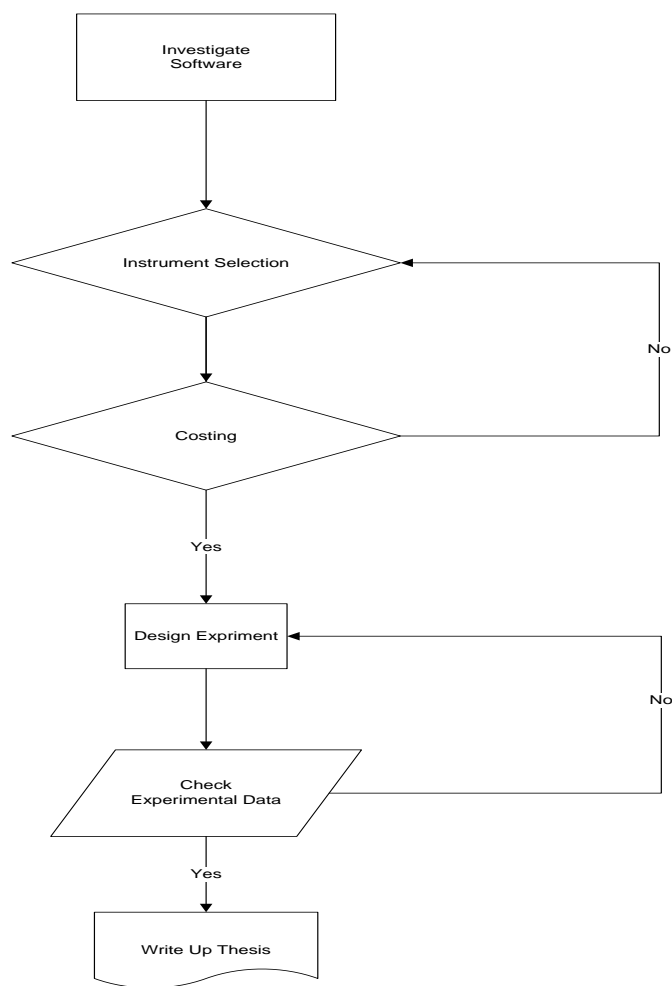 Investigate
Software
Instrument Selection
No
Costing
Yes
Design Expriment
No
Check
Experimental Data
Yes
Write Up Thesis